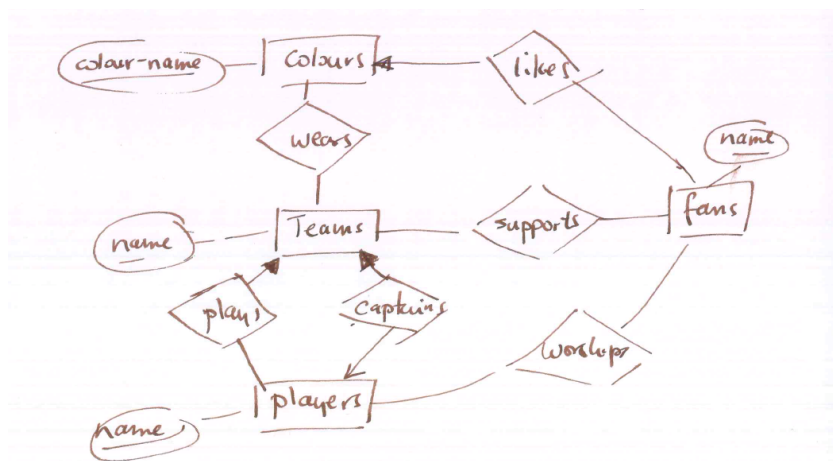 colour-name
Colours
likes
wears
name
name
Teams
supports
fans
plays
Captains
worships
players
name